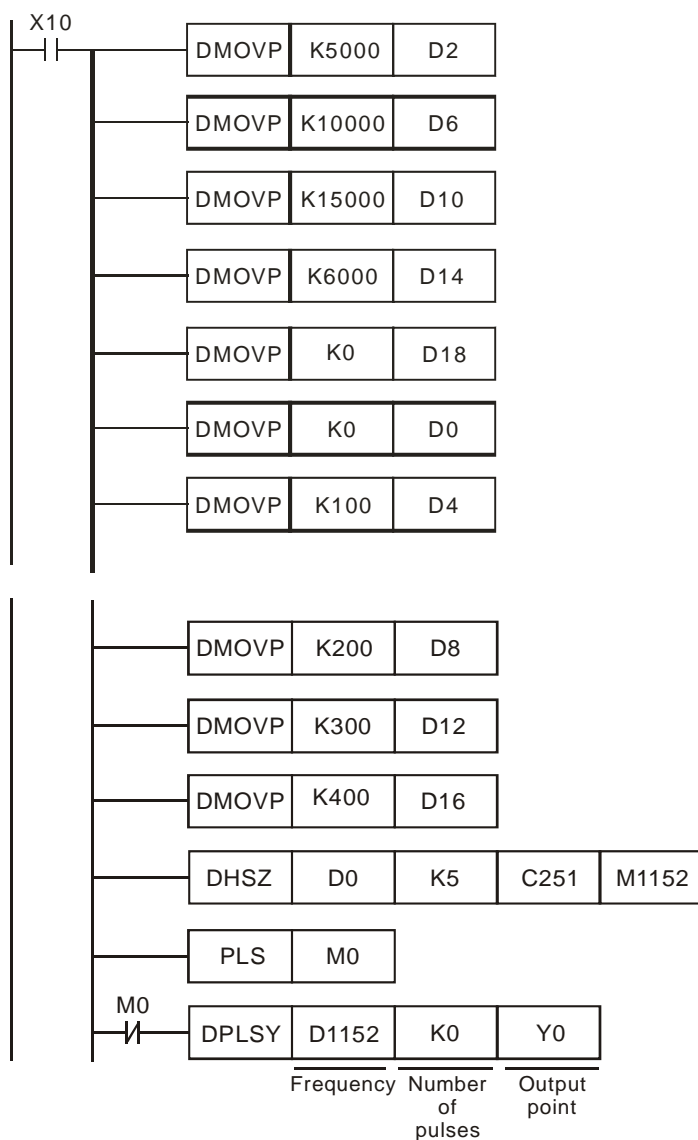 X10
DMOVP K5000 D2
DMOVP K10000 D6
DMOVP K15000 D10
DMOVP K6000 D14
DMOVP K0 D18
DMOVP K0 D0
DMOVP K100 D4
DMOVP K200 D8
DMOVP K300 D12
DMOVP K400 D16
DHSZ D0 K5 C251 M1152
PLS M0
M0
DPLSY D1152 K0 Y0
Frequency Number of pulses Output point